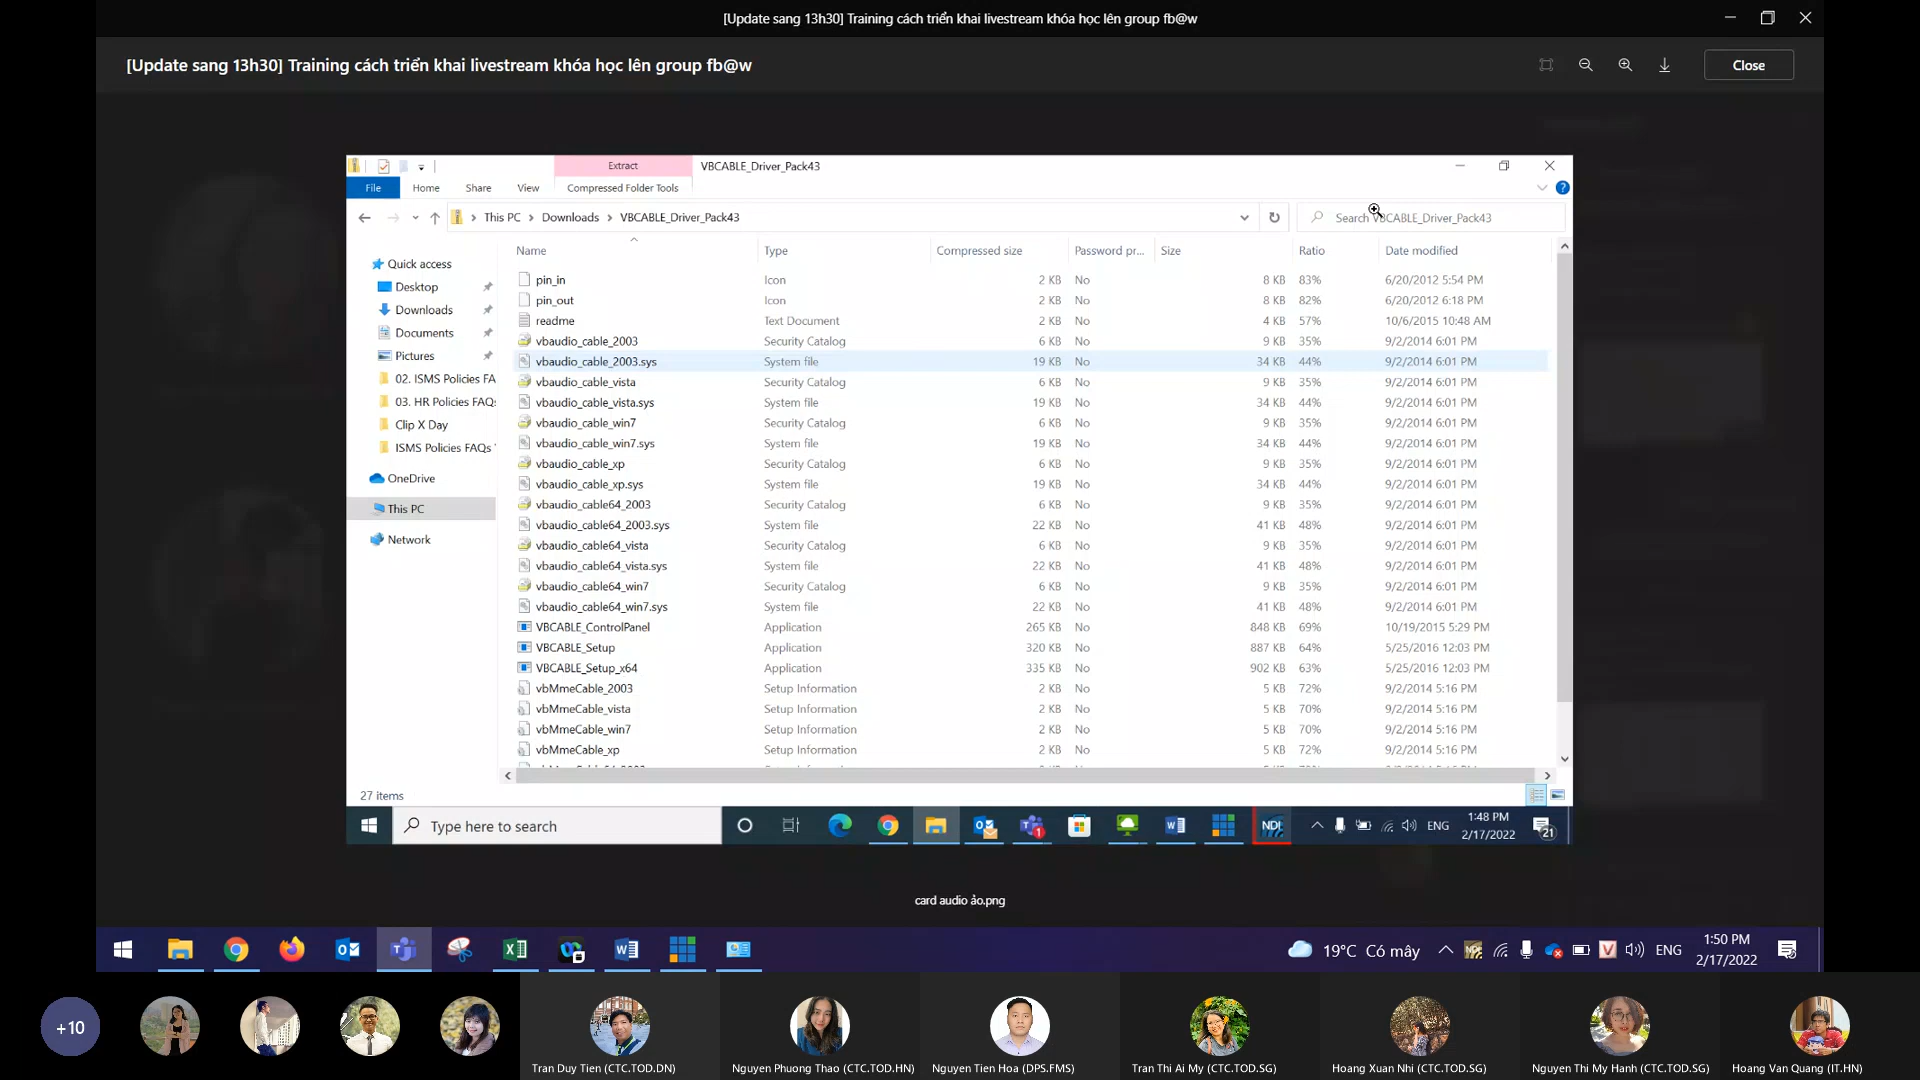 [Update sang 13h30] Training cách triển khai livestream khóa học lên group fb@w
[Update sang 13h30] Training cách triển khai livestream khóa học lên group fb@w
Close
Extract
VBCABLE_Driver_Pack43
File
Home
Share
View
Compressed Folder Tools
This PC
Downloads
VBCABLE_Driver_Pack43
Search VBCABLE_Driver_Pack43
Name Type Compressed size Password pr... Size Ratio Date modified
Quick access
Desktop
Downloads
Documents
Pictures
02. ISMS Policies FA
03. HR Policies FAQ
Clip X Day
ISMS Policies FAQs
OneDrive
This PC
Network
pin_in Icon 2 KB No 8 KB 83% 6/20/2012 5:54 PM
pin_out Icon 2 KB No 8 KB 82% 6/20/2012 6:18 PM
readme Text Document 2 KB No 4 KB 57% 10/6/2015 10:48 AM
vbaudio_cable_2003 Security Catalog 6 KB No 9 KB 35% 9/2/2014 6:01 PM
vbaudio_cable_2003.sys System file 19 KB No 34 KB 44% 9/2/2014 6:01 PM
vbaudio_cable_vista Security Catalog 6 KB No 9 KB 35% 9/2/2014 6:01 PM
vbaudio_cable_vista.sys System file 19 KB No 34 KB 44% 9/2/2014 6:01 PM
vbaudio_cable_win7 Security Catalog 6 KB No 9 KB 35% 9/2/2014 6:01 PM
vbaudio_cable_win7.sys System file 19 KB No 34 KB 44% 9/2/2014 6:01 PM
vbaudio_cable_xp Security Catalog 6 KB No 9 KB 35% 9/2/2014 6:01 PM
vbaudio_cable_xp.sys System file 19 KB No 34 KB 44% 9/2/2014 6:01 PM
vbaudio_cable64_2003 Security Catalog 6 KB No 9 KB 35% 9/2/2014 6:01 PM
vbaudio_cable64_2003.sys System file 22 KB No 41 KB 48% 9/2/2014 6:01 PM
vbaudio_cable64_vista Security Catalog 6 KB No 9 KB 35% 9/2/2014 6:01 PM
vbaudio_cable64_vista.sys System file 22 KB No 41 KB 48% 9/2/2014 6:01 PM
vbaudio_cable64_win7 Security Catalog 6 KB No 9 KB 35% 9/2/2014 6:01 PM
vbaudio_cable64_win7.sys System file 22 KB No 41 KB 48% 9/2/2014 6:01 PM
VBCABLE_ControlPanel Application 265 KB No 848 KB 69% 10/19/2015 5:29 PM
VBCABLE_Setup Application 320 KB No 887 KB 64% 5/25/2016 12:03 PM
VBCABLE_Setup_x64 Application 335 KB No 902 KB 63% 5/25/2016 12:03 PM
vbMmeCable_2003 Setup Information 2 KB No 5 KB 72% 9/2/2014 5:16 PM
vbMmeCable_vista Setup Information 2 KB No 5 KB 70% 9/2/2014 5:16 PM
vbMmeCable_win7 Setup Information 2 KB No 5 KB 70% 9/2/2014 5:16 PM
vbMmeCable_xp Setup Information 2 KB No 5 KB 72% 9/2/2014 5:16 PM
27 items
Type here to search
NDI
ENG
1:48 PM
2/17/2022
21
card audio ảo.png
19°C Có mây
ENG
1:50 PM
2/17/2022
+10
Tran Duy Tien (CTC.TOD.DN)
Nguyen Phuong Thao (CTC.TOD.HN)
Nguyen Tien Hoa (DPS.FMS)
Tran Thi Ai My (CTC.TOD.SG)
Hoang Xuan Nhi (CTC.TOD.SG)
Nguyen Thi My Hanh (CTC.TOD.SG)
Hoang Van Quang (IT.HN)